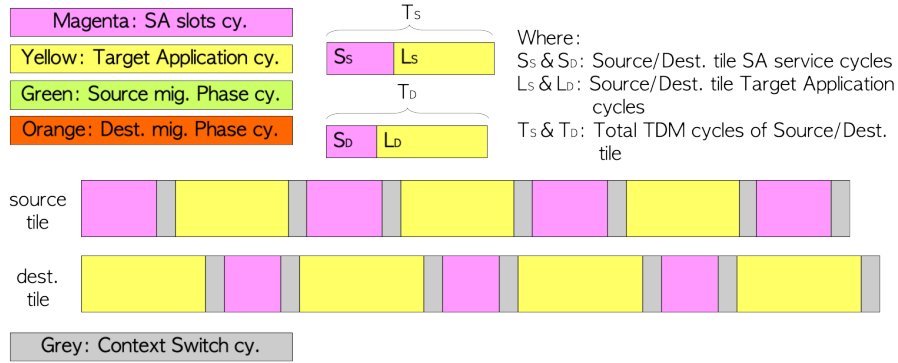 Magenta: SA slots cy.
Yellow: Target Application cy.
Green: Source mig. Phase cy.
Orange: Dest. mig. Phase cy.
TS
SS LS
TD
SD LD
Where:
SS & SD: Source/Dest. tile SA service cycles
LS & LD: Source/Dest. tile Target Application
cycles
TS & TD: Total TDM cycles of Source/Dest.
tile
source
tile
dest.
tile
Grey: Context Switch cy.